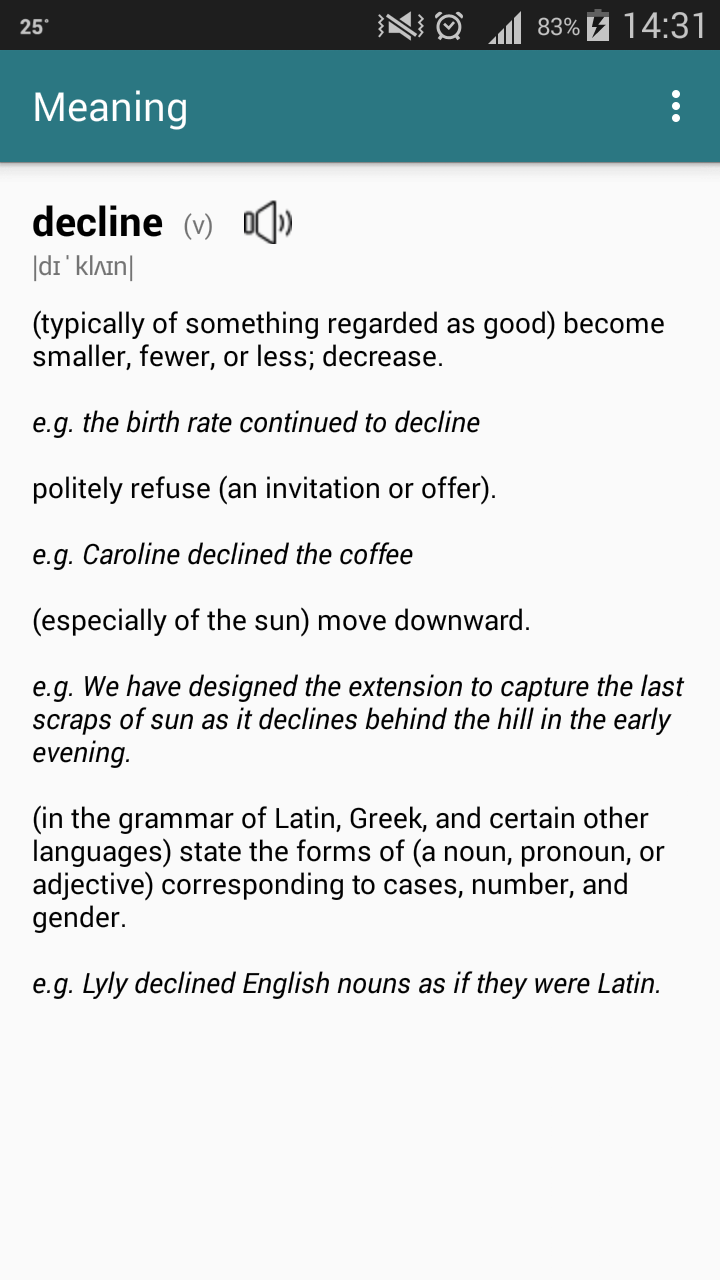 25°
83%
14:31
Meaning
decline (v)
|dɪˈklʌɪn|
(typically of something regarded as good) become
smaller, fewer, or less; decrease.
e.g. the birth rate continued to decline
politely refuse (an invitation or offer).
e.g. Caroline declined the coffee
(especially of the sun) move downward.
e.g. We have designed the extension to capture the last
scraps of sun as it declines behind the hill in the early
evening.
(in the grammar of Latin, Greek, and certain other
languages) state the forms of (a noun, pronoun, or
adjective) corresponding to cases, number, and
gender.
e.g. Lyly declined English nouns as if they were Latin.